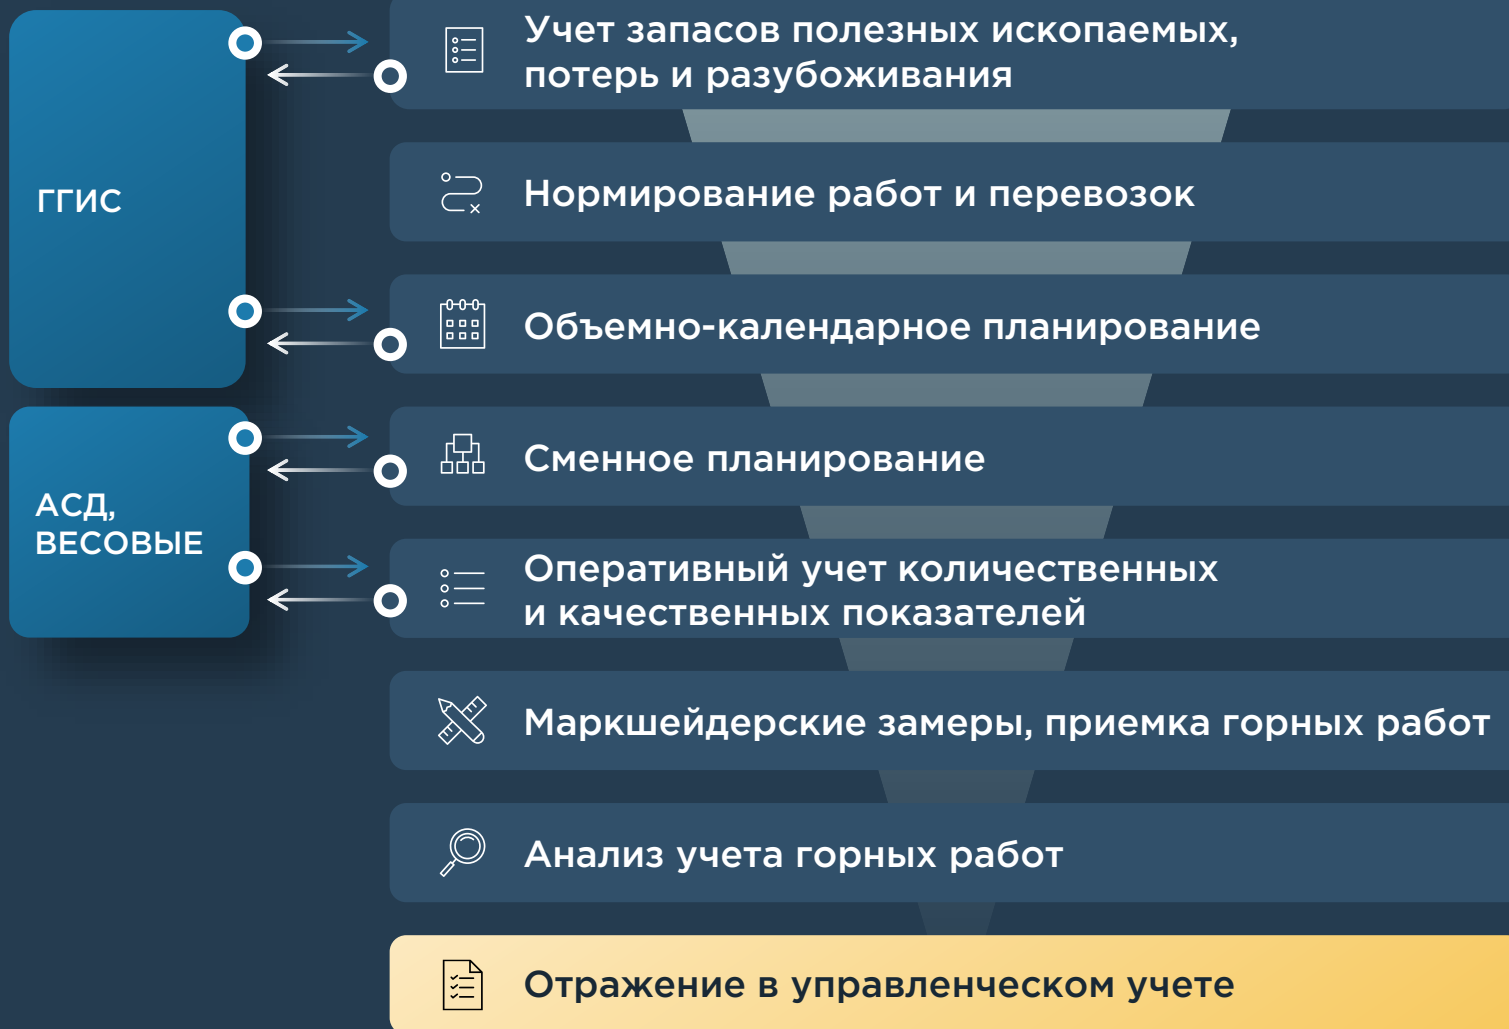 Учет запасов полезных ископаемых,
потерь и разубоживания
ГГИС
Нормирование работ и перевозок
Объемно-календарное планирование
Сменное планирование
АСД,
ВЕСОВЫЕ
Оперативный учет количественных
и качественных показателей
Маркшейдерские замеры, приемка горных работ
Анализ учета горных работ
Отражение в управленческом учете